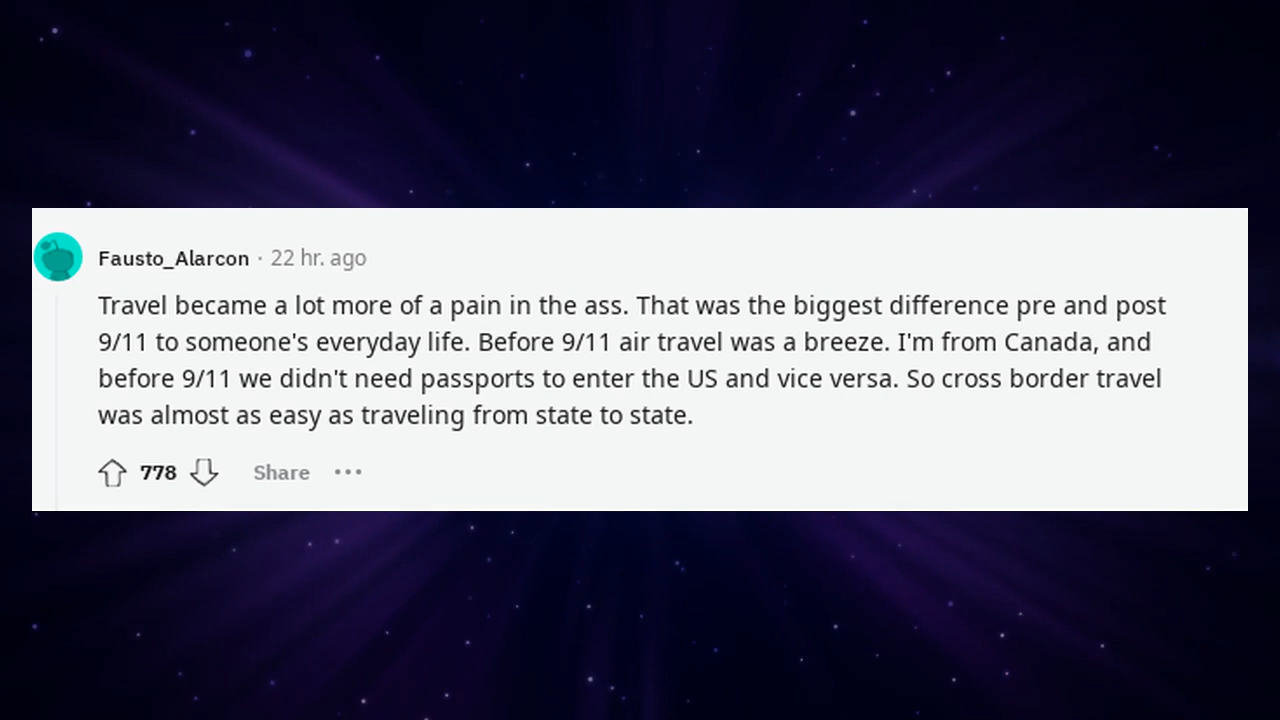 Fausto_Alarcon · 22 hr. ago
Travel became a lot more of a pain in the ass. That was the biggest difference pre and post
9/11 to someone's everyday life. Before 9/11 air travel was a breeze. I'm from Canada, and
before 9/11 we didn't need passports to enter the US and vice versa. So cross border travel
was almost as easy as traveling from state to state.
778 Share